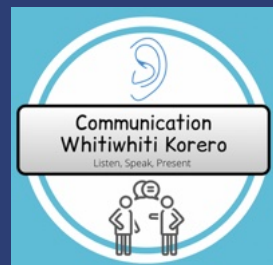 Communication
Whitiwhiti Korero
Listen, Speak, Present